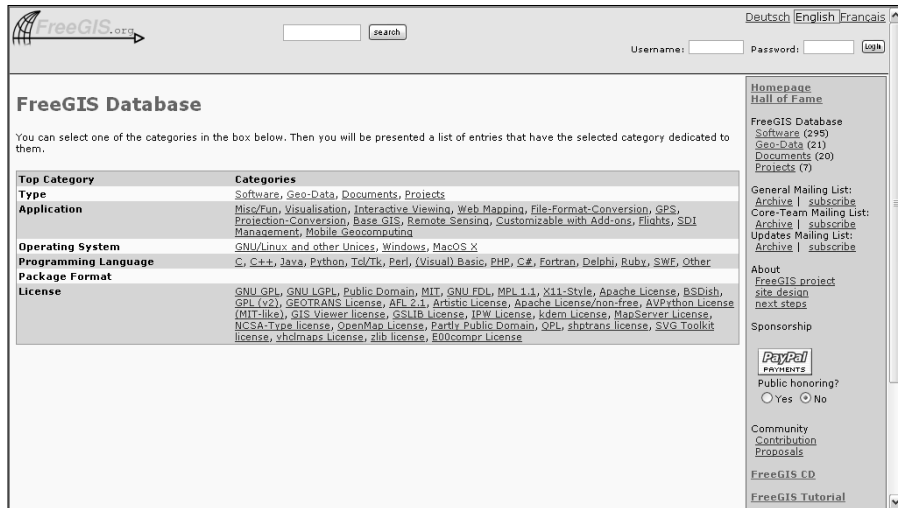 FreeGIS.org
search
Deutsch English Français
Username: Password: Log In
FreeGIS Database
You can select one of the categories in the box below. Then you will be presented a list of entries that have the selected category dedicated to
them.
Top Category Categories
Type Software, Geo-Data, Documents, Projects
Application Misc/Fun, Visualisation, Interactive Viewing, Web Mapping, File-Format-Conversion, GPS,
Projection-Conversion, Base GIS, Remote Sensing, Customizable with Add-ons, Flights, SDI
Management, Mobile Geocomputing
Operating System GNU/Linux and other Unices, Windows, MacOS X
Programming Language C, C++, Java, Python, Tcl/Tk, Perl, (Visual) Basic, PHP, C#, Fortran, Delphi, Ruby, SWF, Other
Package Format
License GNU GPL, GNU LGPL, Public Domain, MIT, GNU FDL, MPL 1.1, X11-Style, Apache License, BSDish,
GPL (v2), GEOTRANS License, AFL 2.1, Artistic License, Apache License/non-free, AVPython License
(MIT-like), GIS Viewer license, GSLIB License, IPW License, kdem License, MapServer License,
NCSA-Type license, OpenMap License, Partly Public Domain, QPL, shptrans license, SVG Toolkit
license, vhclmaps License, zlib license, E00compr License
Homepage
Hall of Fame
FreeGIS Database
Software (295)
Geo-Data (21)
Documents (20)
Projects (7)
General Mailing List:
Archive | subscribe
Core-Team Mailing List:
Archive | subscribe
Updates Mailing List:
Archive | subscribe
About
FreeGIS project
site design
next steps
Sponsorship
PayPal
PAYMENTS
Public honoring?
Yes No
Community
Contribution
Proposals
FreeGIS CD
FreeGIS Tutorial